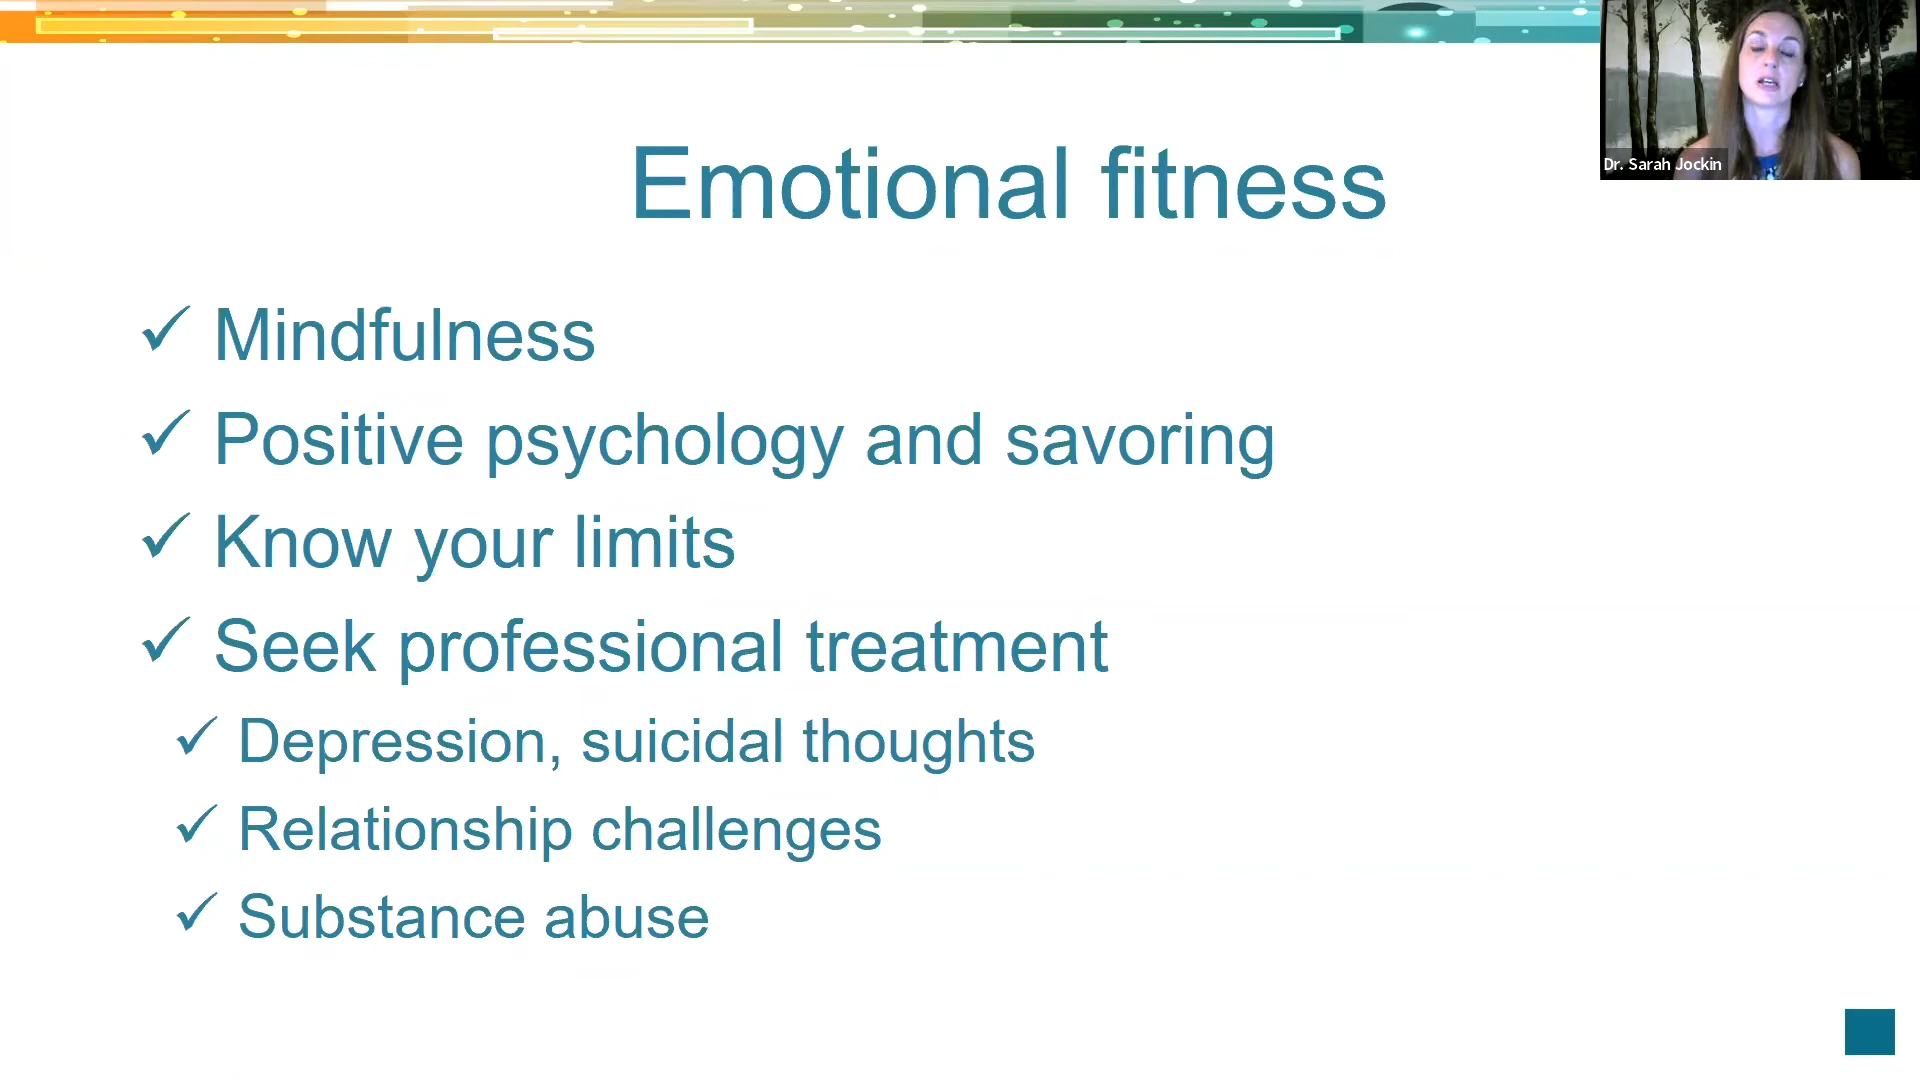 Emotional fitness
Dr. Sarah Jockin
✓ Mindfulness
✓ Positive psychology and savoring
✓ Know your limits
✓ Seek professional treatment
✓ Depression, suicidal thoughts
✓ Relationship challenges
✓ Substance abuse